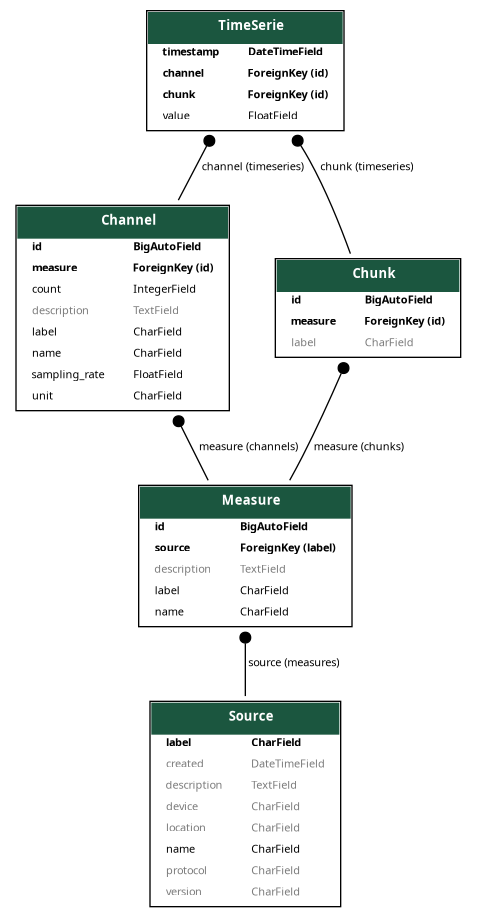 TimeSerie
timestamp DateTimeField
channel ForeignKey (id)
chunk ForeignKey (id)
value FloatField
channel (timeseries) chunk (timeseries)
Channel
id BigAutoField
measure ForeignKey (id)
count IntegerField
description TextField
label CharField
name CharField
sampling_rate FloatField
unit CharField
Chunk
id BigAutoField
measure ForeignKey (id)
label CharField
measure (channels) measure (chunks)
Measure
id BigAutoField
source ForeignKey (label)
description TextField
label CharField
name CharField
source (measures)
Source
label CharField
created DateTimeField
description TextField
device CharField
location CharField
name CharField
protocol CharField
version CharField